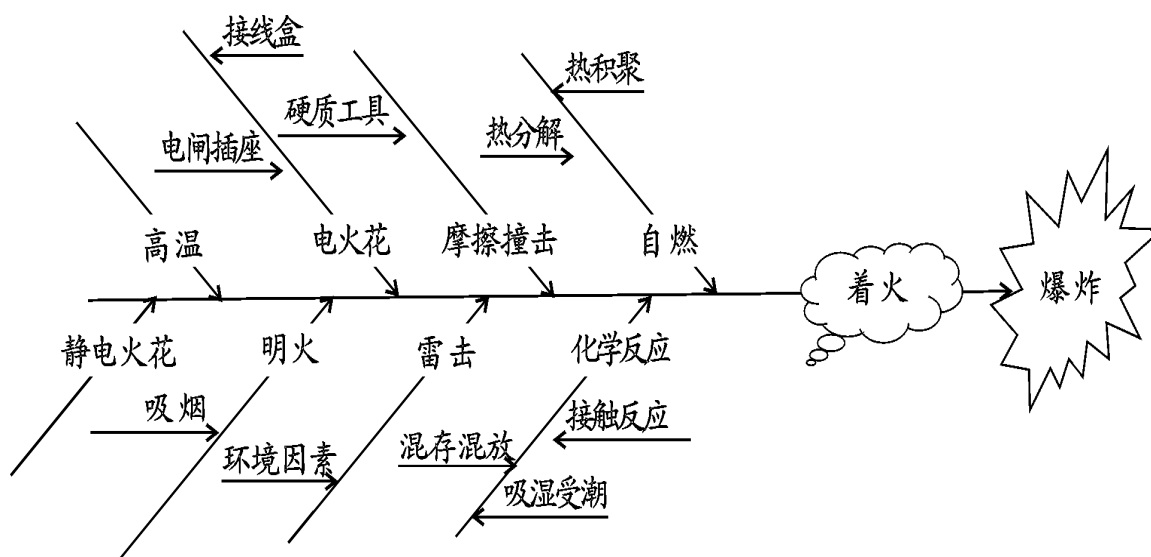 接线盒
热积聚
硬质工具
热分解
电闸插座
高温
电火花
摩擦撞击
自燃
着火
爆炸
静电火花
明火
雷击
化学反应
吸烟
接触反应
环境因素
混存混放
吸湿受潮